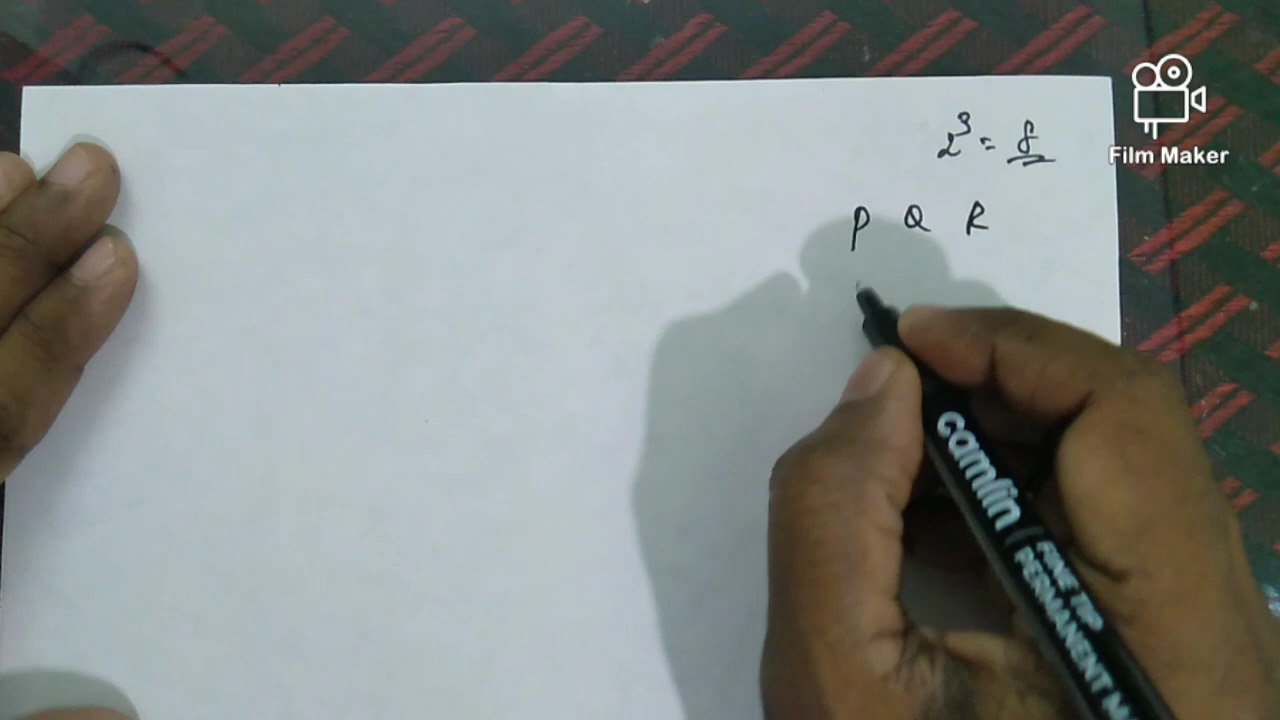 2³ = 8
Film Maker
P Q R
camlin
FINE TIP
PERMANENT M